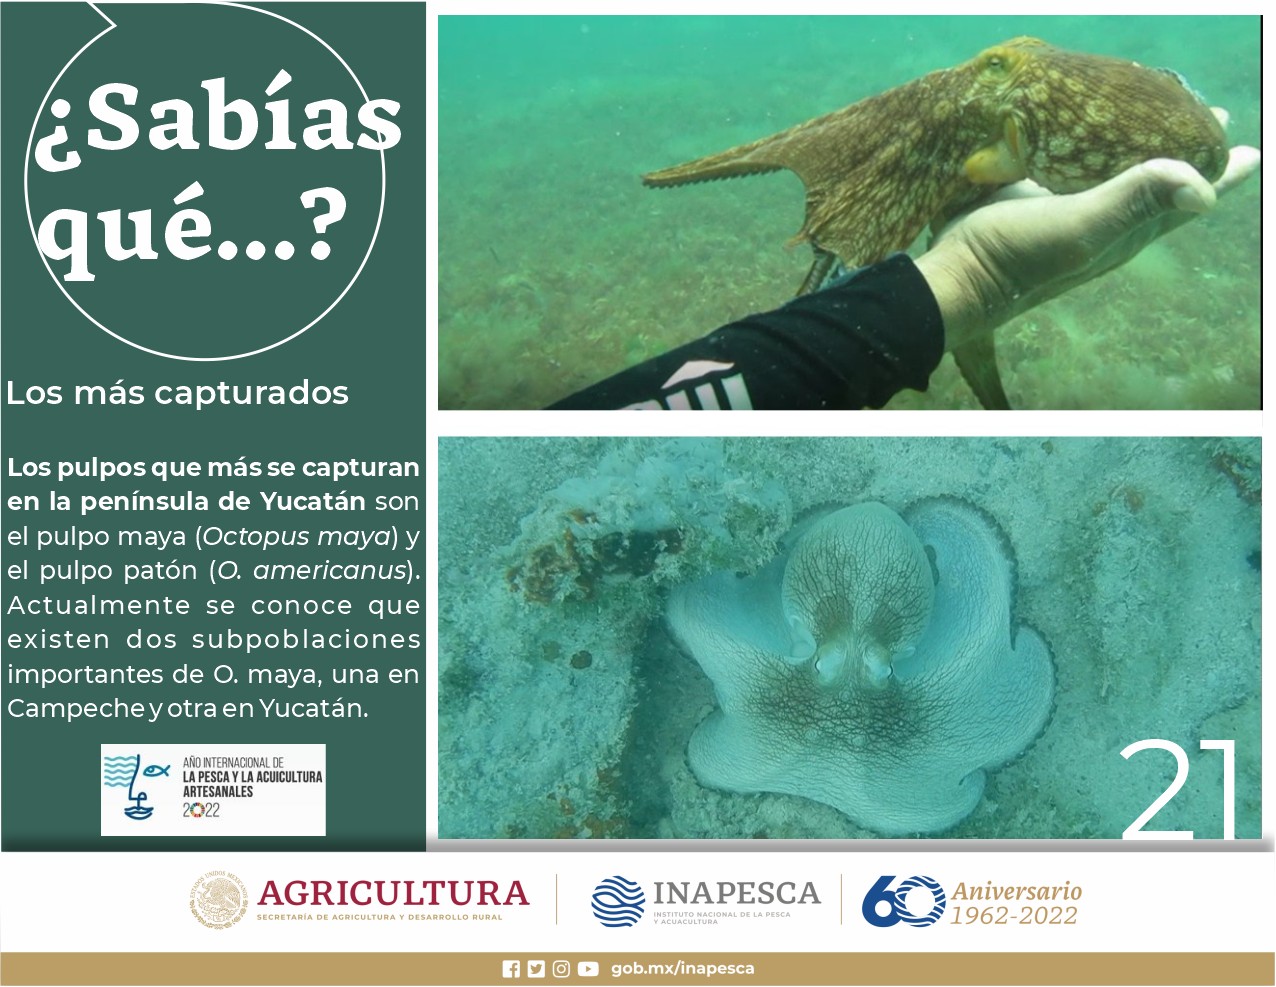 ¿Sabías
qué...?
Los más capturados
Los pulpos que más se capturan
en la península de Yucatán son
el pulpo maya (Octopus maya) y
el pulpo patón (O. americanus).
Actualmente se conoce que
existen dos subpoblaciones
importantes de O. maya, una en
Campeche y otra en Yucatán.
AÑO INTERNACIONAL DE
LA PESCA Y LA ACUICULTURA
ARTESANALES
2022
21
ESTADOS UNIDOS MEXICANOS
AGRICULTURA
SECRETARÍA DE AGRICULTURA Y DESARROLLO RURAL
INAPESCA
INSTITUTO NACIONAL DE LA PESCA
Y ACUACULTURA
60 Aniversario
1962-2022
gob.mx/inapesca